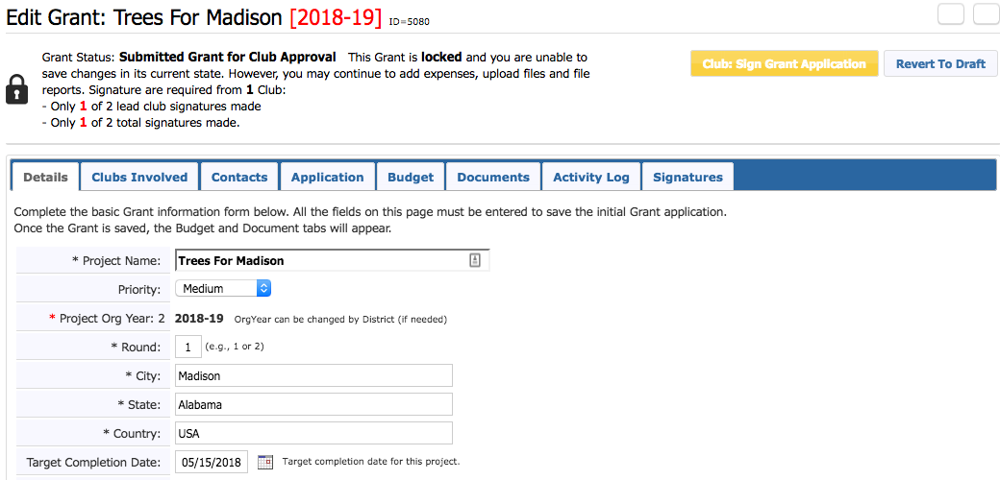 Edit Grant: Trees For Madison [2018-19] ID=5080
Grant Status: Submitted Grant for Club Approval This Grant is locked and you are unable to
save changes in its current state. However, you may continue to add expenses, upload files and file
reports. Signature are required from 1 Club:
- Only 1 of 2 lead club signatures made
- Only 1 of 2 total signatures made.
Club: Sign Grant Application
Revert To Draft
Details Clubs Involved Contacts Application Budget Documents Activity Log Signatures
Complete the basic Grant information form below. All the fields on this page must be entered to save the initial Grant application.
Once the Grant is saved, the Budget and Document tabs will appear.
* Project Name: Trees For Madison
Priority: Medium
* Project Org Year: 2 2018-19 OrgYear can be changed by District (if needed)
* Round: 1 (e.g., 1 or 2)
* City: Madison
* State: Alabama
* Country: USA
Target Completion Date: 05/15/2018 Target completion date for this project.